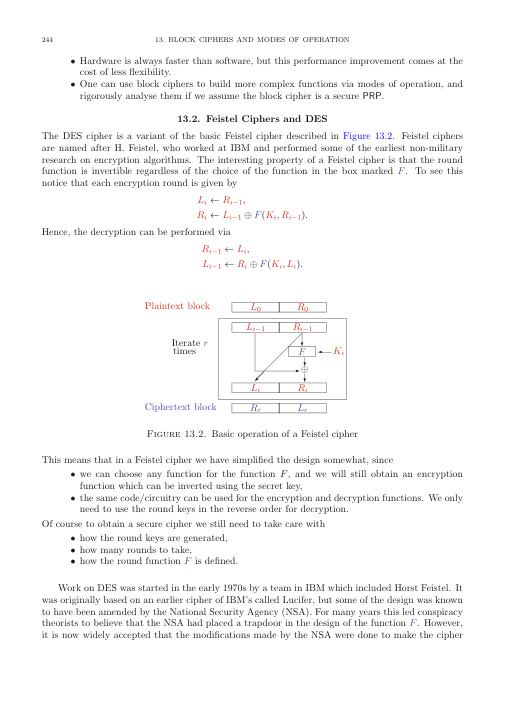 244 13. BLOCK CIPHERS AND MODES OF OPERATION
• Hardware is always faster than software, but this performance improvement comes at the
cost of less flexibility.
• One can use block ciphers to build more complex functions via modes of operation, and
rigorously analyse them if we assume the block cipher is a secure PRP.
13.2. Feistel Ciphers and DES
The DES cipher is a variant of the basic Feistel cipher described in Figure 13.2. Feistel ciphers
are named after H. Feistel, who worked at IBM and performed some of the earliest non-military
research on encryption algorithms. The interesting property of a Feistel cipher is that the round
function is invertible regardless of the choice of the function in the box marked F. To see this
notice that each encryption round is given by
L_i ← R_{i−1},
R_i ← L_{i−1} ⊕ F(K_i, R_{i−1}).
Hence, the decryption can be performed via
R_{i−1} ← L_i,
L_{i−1} ← R_i ⊕ F(K_i, L_i).
Plaintext block L_0 R_0
L_{i−1} R_{i−1}
Iterate r
times
F K_i
⊕
L_i R_i
Ciphertext block R_r L_r
Figure 13.2. Basic operation of a Feistel cipher
This means that in a Feistel cipher we have simplified the design somewhat, since
• we can choose any function for the function F, and we will still obtain an encryption
function which can be inverted using the secret key,
• the same code/circuitry can be used for the encryption and decryption functions. We only
need to use the round keys in the reverse order for decryption.
Of course to obtain a secure cipher we still need to take care with
• how the round keys are generated,
• how many rounds to take,
• how the round function F is defined.
Work on DES was started in the early 1970s by a team in IBM which included Horst Feistel. It
was originally based on an earlier cipher of IBM's called Lucifer, but some of the design was known
to have been amended by the National Security Agency (NSA). For many years this led conspiracy
theorists to believe that the NSA had placed a trapdoor in the design of the function F. However,
it is now widely accepted that the modifications made by the NSA were done to make the cipher